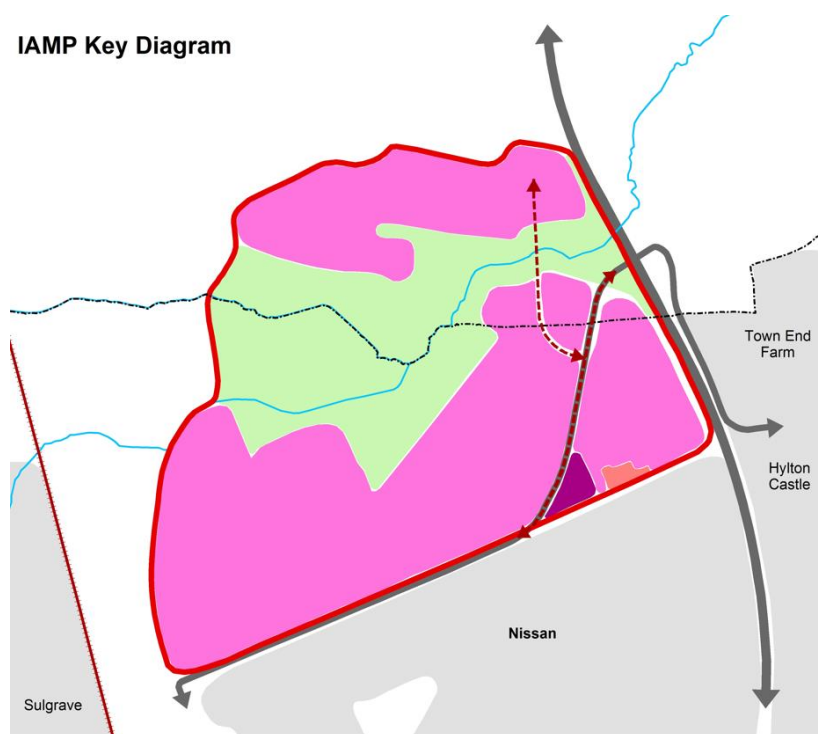 IAMP Key Diagram
Town End
Farm
Hylton
Castle
Nissan
Sulgrave